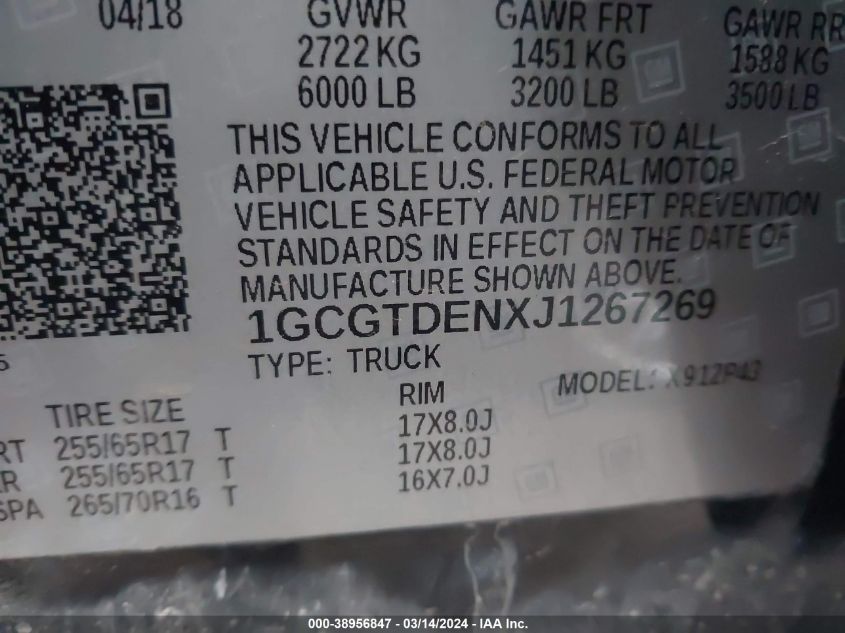 04/18 GVWR GAWR FRT GAWR RR
2722 KG 1451 KG 1588 KG
6000 LB 3200 LB 3500 LB
THIS VEHICLE CONFORMS TO ALL
APPLICABLE U.S. FEDERAL MOTOR
VEHICLE SAFETY AND THEFT PREVENTION
STANDARDS IN EFFECT ON THE DATE OF
MANUFACTURE SHOWN ABOVE.
1GCGTDENXJ1267269
5
TYPE: TRUCK MODEL: X912P43
TIRE SIZE RIM
RT 255/65R17 T 17X8.0J
RR 255/65R17 T 17X8.0J
SPA 265/70R16 T 16X7.0J
000-38956847 - 03/14/2024 - IAA Inc.